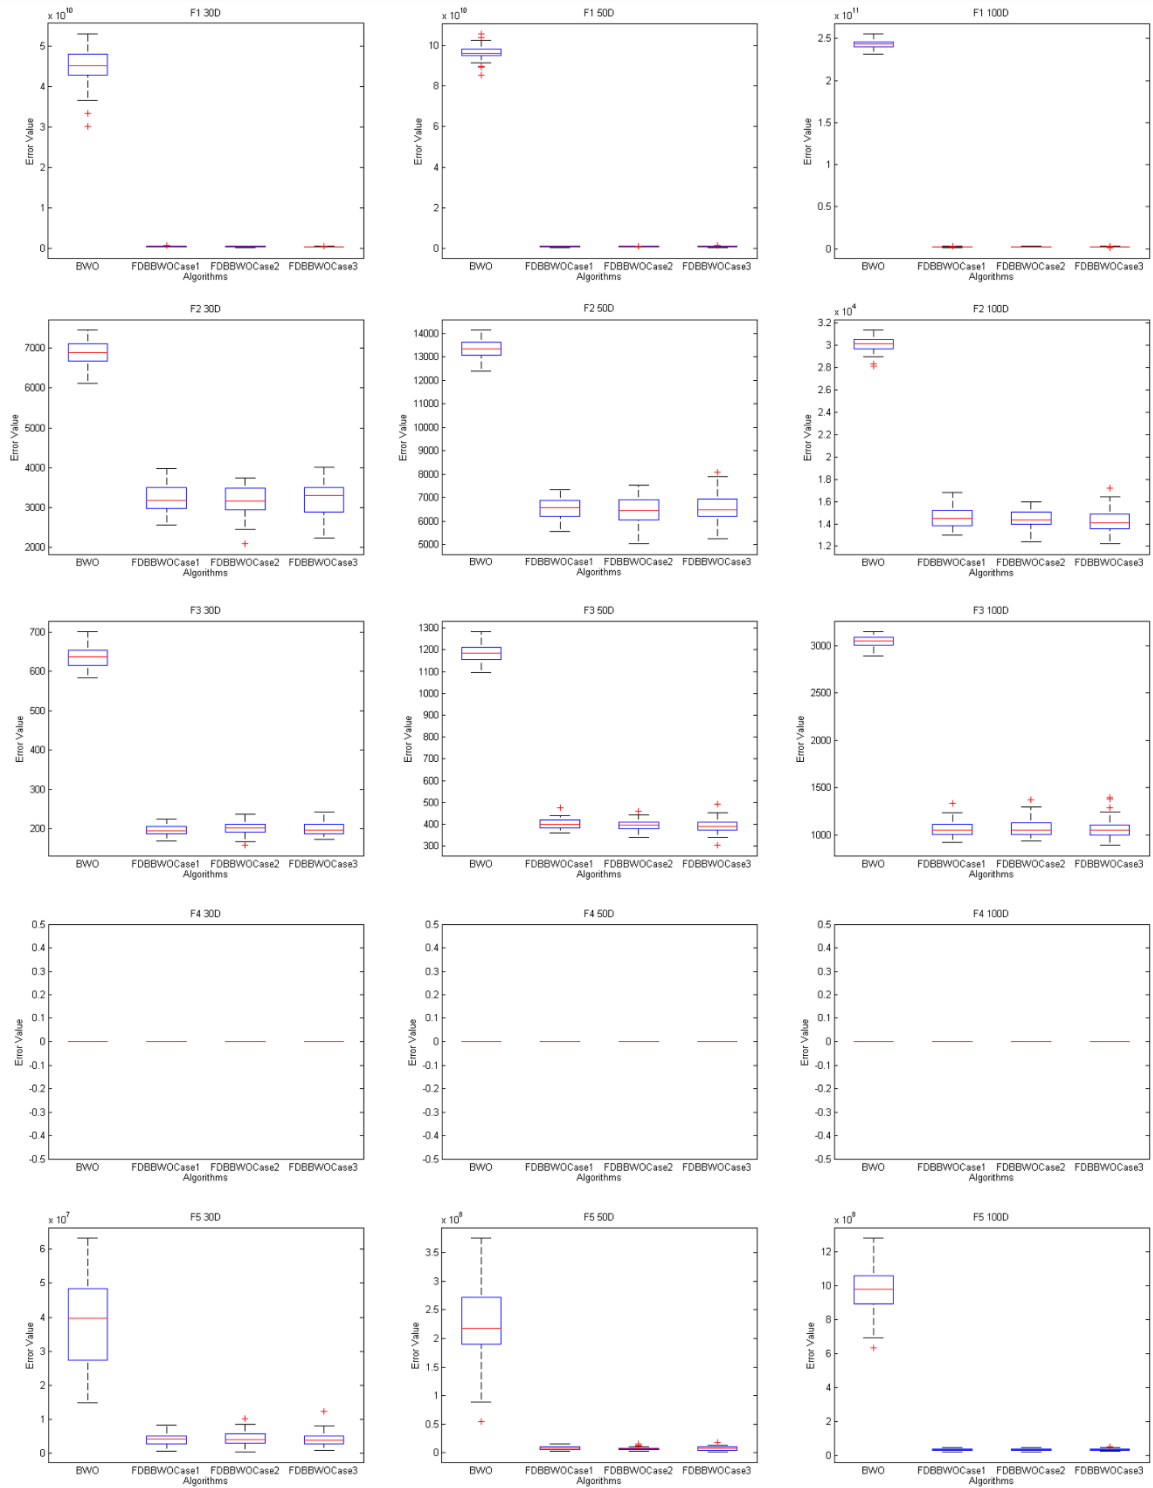 x 10^10
F1 30D
5
4
3
2
1
0
Error Value
BWO
FDBBWOCase1
FDBBWOCase2
FDBBWOCase3
Algorithms
x 10^10
F1 50D
10
8
6
4
2
0
Error Value
BWO
FDBBWOCase1
FDBBWOCase2
FDBBWOCase3
Algorithms
x 10^11
F1 100D
2.5
2
1.5
1
0.5
0
Error Value
BWO
FDBBWOCase1
FDBBWOCase2
FDBBWOCase3
Algorithms
F2 30D
7000
6000
5000
4000
3000
2000
Error Value
BWO
FDBBWOCase1
FDBBWOCase2
FDBBWOCase3
Algorithms
F2 50D
14000
13000
12000
11000
10000
9000
8000
7000
6000
5000
Error Value
BWO
FDBBWOCase1
FDBBWOCase2
FDBBWOCase3
Algorithms
x 10^4
F2 100D
3.2
3
2.8
2.6
2.4
2.2
2
1.8
1.6
1.4
1.2
Error Value
BWO
FDBBWOCase1
FDBBWOCase2
FDBBWOCase3
Algorithms
F3 30D
700
600
500
400
300
200
Error Value
BWO
FDBBWOCase1
FDBBWOCase2
FDBBWOCase3
Algorithms
F3 50D
1300
1200
1100
1000
900
800
700
600
500
400
300
Error Value
BWO
FDBBWOCase1
FDBBWOCase2
FDBBWOCase3
Algorithms
F3 100D
3000
2500
2000
1500
1000
Error Value
BWO
FDBBWOCase1
FDBBWOCase2
FDBBWOCase3
Algorithms
F4 30D
0.5
0.4
0.3
0.2
0.1
0
-0.1
-0.2
-0.3
-0.4
-0.5
Error Value
BWO
FDBBWOCase1
FDBBWOCase2
FDBBWOCase3
Algorithms
F4 50D
0.5
0.4
0.3
0.2
0.1
0
-0.1
-0.2
-0.3
-0.4
-0.5
Error Value
BWO
FDBBWOCase1
FDBBWOCase2
FDBBWOCase3
Algorithms
F4 100D
0.5
0.4
0.3
0.2
0.1
0
-0.1
-0.2
-0.3
-0.4
-0.5
Error Value
BWO
FDBBWOCase1
FDBBWOCase2
FDBBWOCase3
Algorithms
x 10^7
F5 30D
6
5
4
3
2
1
0
Error Value
BWO
FDBBWOCase1
FDBBWOCase2
FDBBWOCase3
Algorithms
x 10^8
F5 50D
3.5
3
2.5
2
1.5
1
0.5
0
Error Value
BWO
FDBBWOCase1
FDBBWOCase2
FDBBWOCase3
Algorithms
x 10^8
F5 100D
12
10
8
6
4
2
0
Error Value
BWO
FDBBWOCase1
FDBBWOCase2
FDBBWOCase3
Algorithms